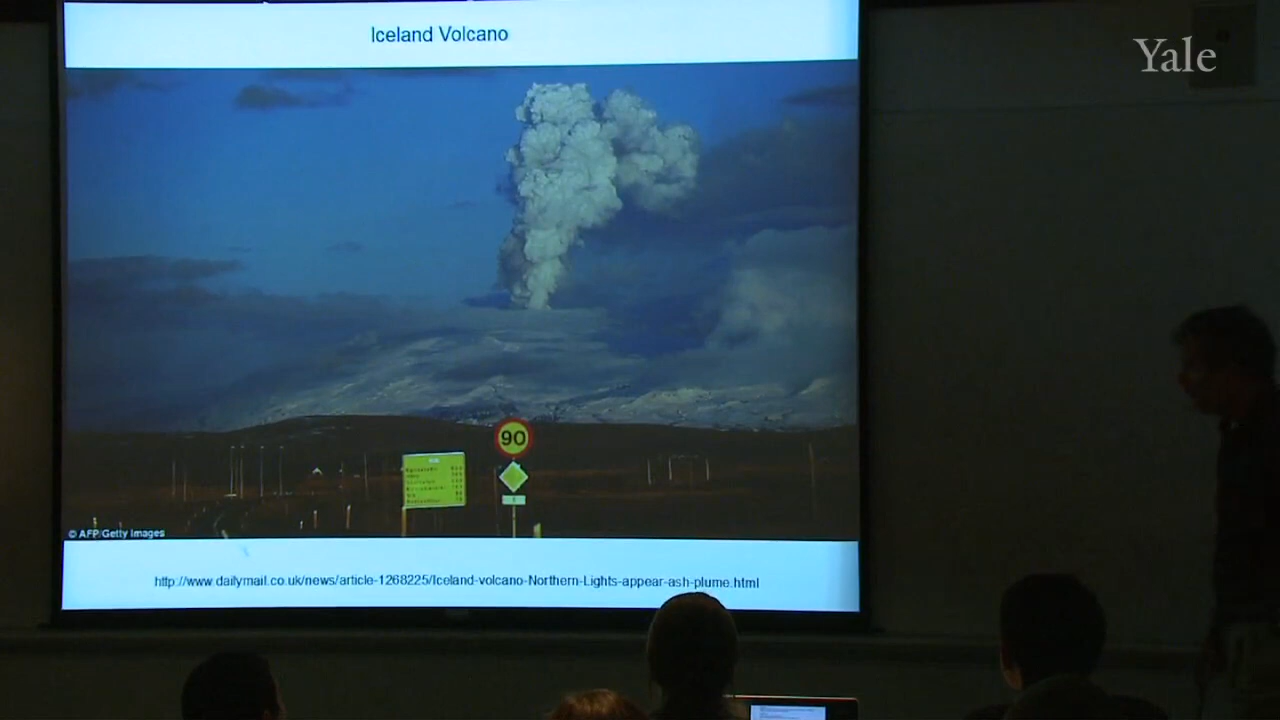 Iceland Volcano
Yale
90
© AFP/Getty Images
http://www.dailymail.co.uk/news/article-1268225/Iceland-volcano-Northern-Lights-appear-ash-plume.html